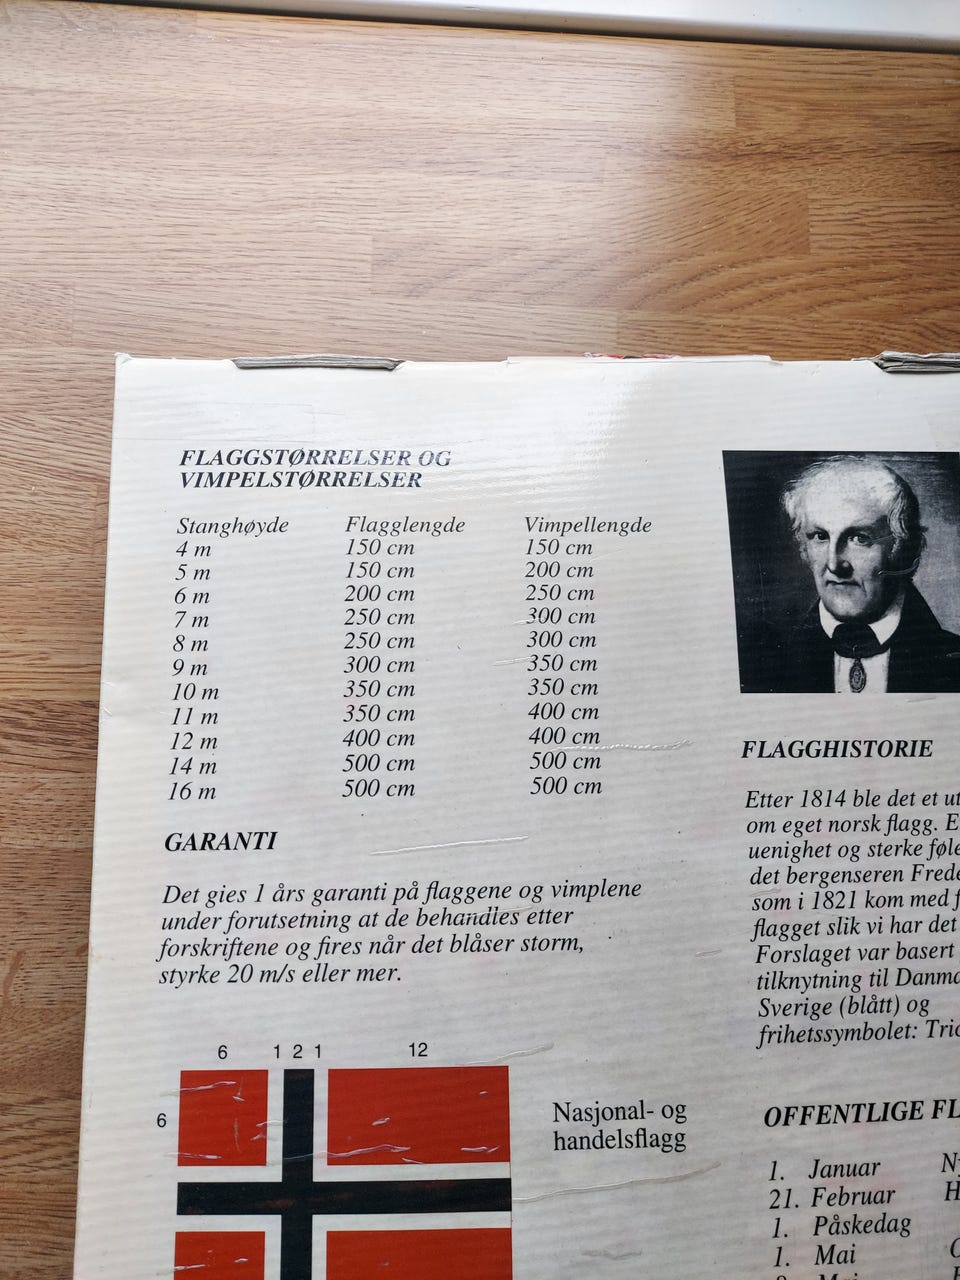 FLAGGSTØRRELSER OG
VIMPELSTØRRELSER
Stanghøyde Flagglengde Vimpellengde
4 m 150 cm 150 cm
5 m 150 cm 200 cm
6 m 200 cm 250 cm
7 m 250 cm 300 cm
8 m 250 cm 300 cm
9 m 300 cm 350 cm
10 m 350 cm 350 cm
11 m 350 cm 400 cm
12 m 400 cm 400 cm
14 m 500 cm 500 cm
16 m 500 cm 500 cm
GARANTI
Det gies 1 års garanti på flaggene og vimplene
under forutsetning at de behandles etter
forskriftene og fires når det blåser storm,
styrke 20 m/s eller mer.
6 1 2 1 12
6
Nasjonal- og
handelsflagg
FLAGGHISTORIE
Etter 1814 ble det et
om eget norsk flagg.
uenighet og sterke
det bergenseren
som i 1821 kom med
flagget slik vi har det
Forslaget var basert
tilknytning til
Sverige (blått) og
frihetssymbolet:
OFFENTLIGE
1. Januar
21. Februar
1. Påskedag
1. Mai